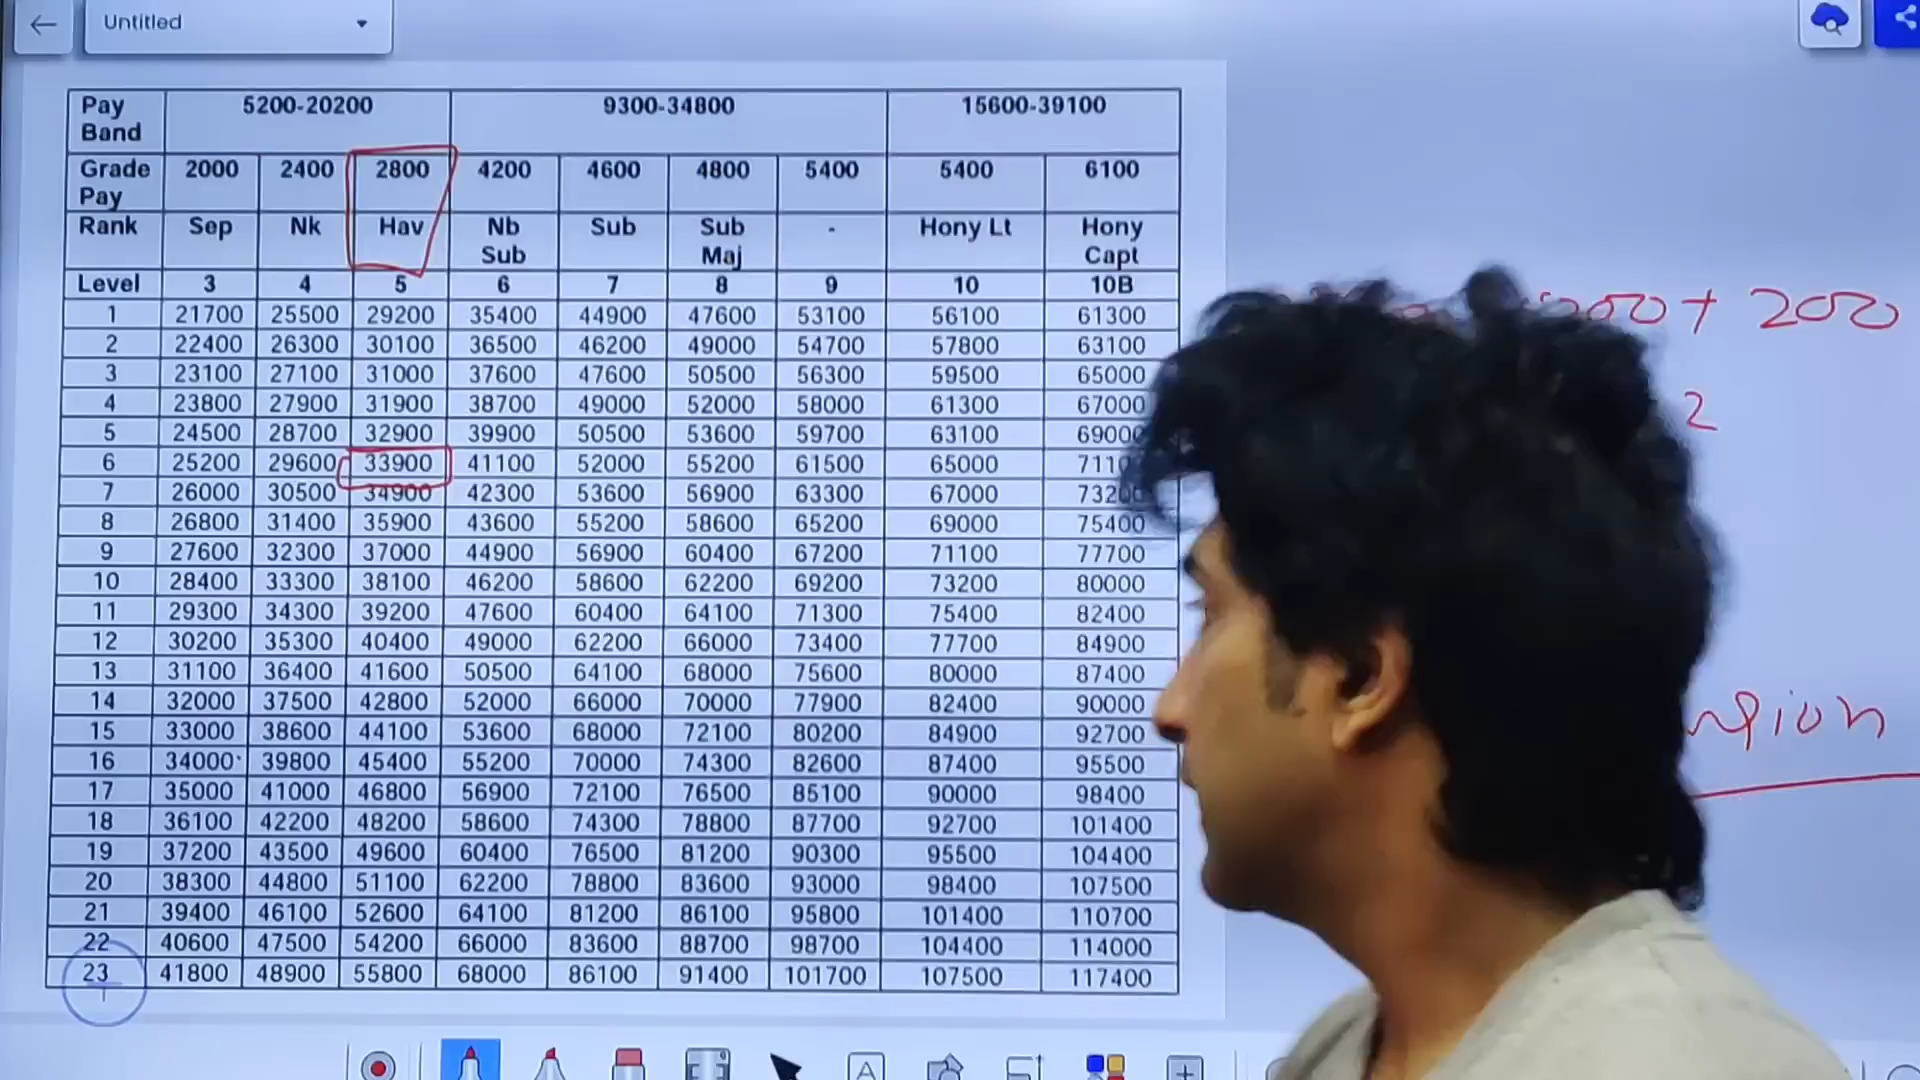 Untitled
Pay Band 5200-20200 9300-34800 15600-39100
Grade Pay 2000 2400 2800 4200 4600 4800 5400 5400 6100
Rank Sep Nk Hav Nb Sub Sub Sub Maj - Hony Lt Hony Capt
Level 3 4 5 6 7 8 9 10 10B
1 21700 25500 29200 35400 44900 47600 53100 56100 61300
2 22400 26300 30100 36500 46200 49000 54700 57800 63100
3 23100 27100 31000 37600 47600 50500 56300 59500 65000
4 23800 27900 31900 38700 49000 52000 58000 61300 67000
5 24500 28700 32900 39900 50500 53600 59700 63100 69000
6 25200 29600 33900 41100 52000 55200 61500 65000
7 26000 30500 34900 42300 53600 56900 63300 67000
8 26800 31400 35900 43600 55200 58600 65200 69000 75400
9 27600 32300 37000 44900 56900 60400 67200 71100 77700
10 28400 33300 38100 46200 58600 62200 69200 73200 80000
11 29300 34300 39200 47600 60400 64100 71300 75400 82400
12 30200 35300 40400 49000 62200 66000 73400 77700 84900
13 31100 36400 41600 50500 64100 68000 75600 80000 87400
14 32000 37500 42800 52000 66000 70000 77900 82400 90000
15 33000 38600 44100 53600 68000 72100 80200 84900 92700
16 34000 39800 45400 55200 70000 74300 82600 87400 95500
17 35000 41000 46800 56900 72100 76500 85100 90000 98400
18 36100 42200 48200 58600 74300 78800 87700 92700 101400
19 37200 43500 49600 60400 76500 81200 90300 95500 104400
20 38300 44800 51100 62200 78800 83600 93000 98400 107500
21 39400 46100 52600 64100 81200 86100 95800 101400 110700
22 40600 47500 54200 66000 83600 88700 98700 104400 114000
23 41800 48900 55800 68000 86100 91400 101700 107500 117400
+ 200
2